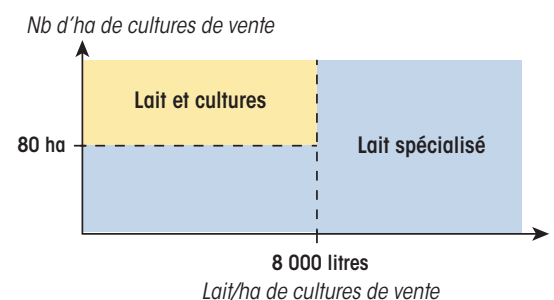 Nb d'ha de cultures de vente
Lait et cultures
80 ha
Lait spécialisé
8 000 litres
Lait/ha de cultures de vente